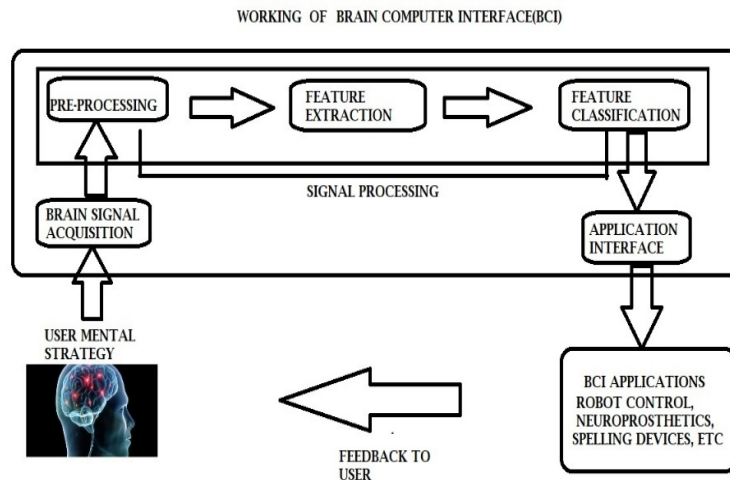 WORKING OF BRAIN COMPUTER INTERFACE(BCI)
PRE-PROCESSING
FEATURE
EXTRACTION
FEATURE
CLASSIFICATION
SIGNAL PROCESSING
BRAIN SIGNAL
ACQUISITION
APPLICATION
INTERFACE
USER MENTAL
STRATEGY
BCI APPLICATIONS
ROBOT CONTROL,
NEUROPROSTHETICS,
SPELLING DEVICES, ETC
FEEDBACK TO
USER